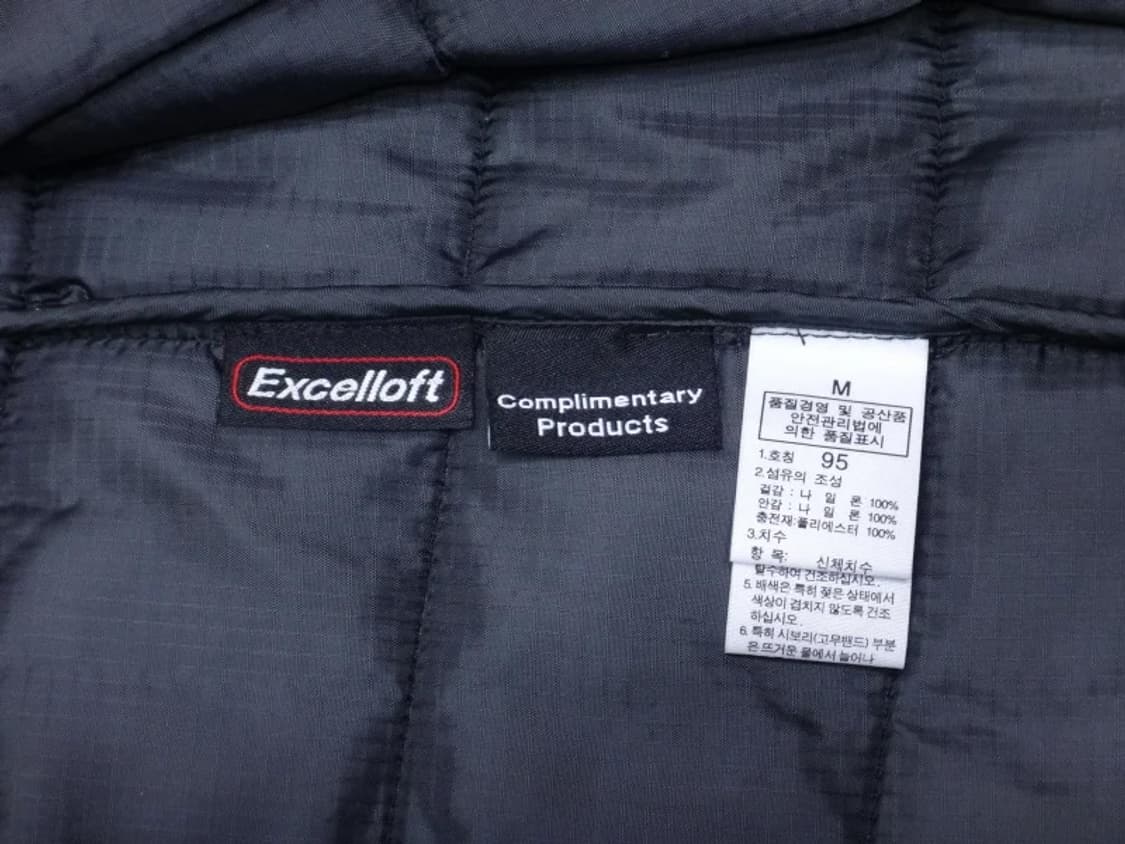 Excelloft
Complimentary
Products
M
품질경영 및 공산품
안전관리법에
의한 품질표시
1.호칭 95
2.섬유의 조성
겉감 : 나 일 론 100%
안감 : 나 일 론 100%
충전재:폴리에스터 100%
3.치수
항 목: 신체치수
탈수하여 건조하십시오.
5. 배색은 특히 젖은 상태에서
색상이 겹치지 않도록 건조
하십시오.
6. 특히 시보리(고무밴드) 부분
은 뜨거운 물에서 늘어나